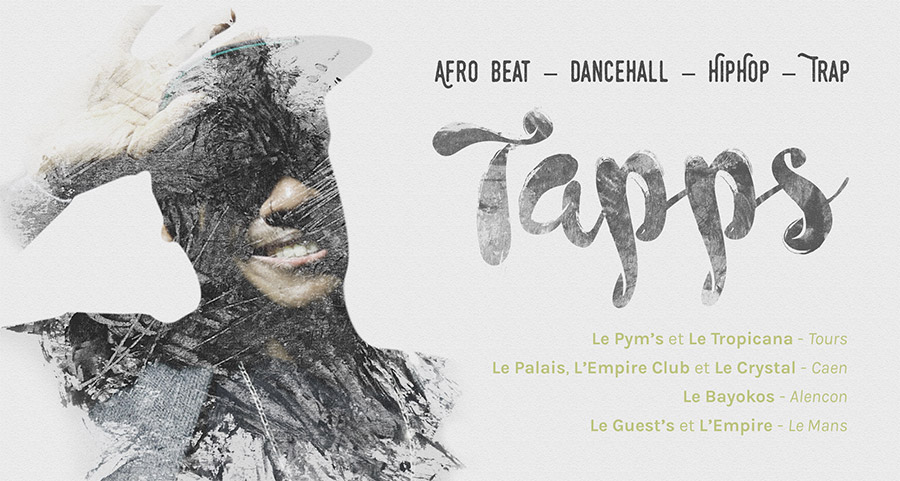 AFRO BEAT – DANCEHALL – HIPHOP – TRAP
Tapps
Le Pym's et Le Tropicana - Tours
Le Palais, L'Empire Club et Le Crystal - Caen
Le Bayokos - Alencon
Le Guest's et L'Empire - Le Mans